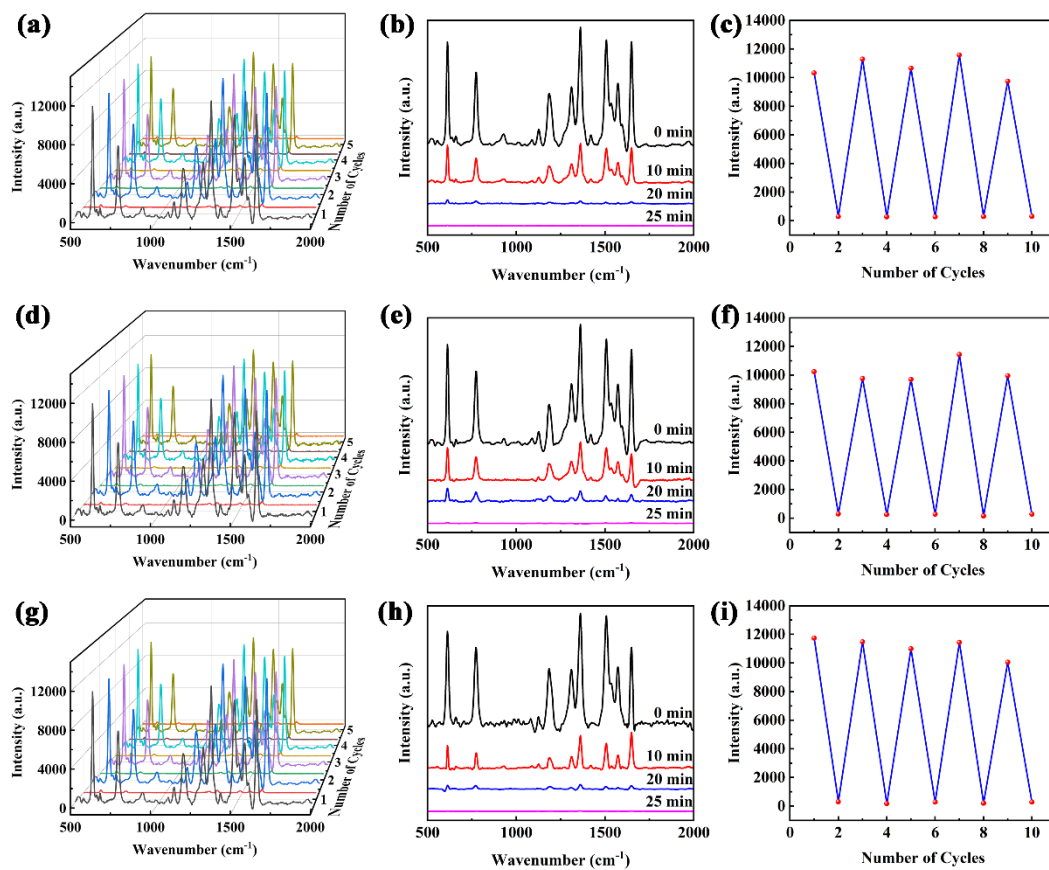 (a)
Intensity (a.u.)
12000
8000
4000
0
500
1000
1500
2000
Wavenumber (cm-1)
1
2
3
4
5
Number of Cycles
(b)
Intensity (a.u.)
0 min
10 min
20 min
25 min
500
1000
1500
2000
Wavenumber (cm-1)
(c)
Intensity (a.u.)
14000
12000
10000
8000
6000
4000
2000
0
0
2
4
6
8
10
Number of Cycles
(d)
Intensity (a.u.)
12000
8000
4000
0
500
1000
1500
2000
Wavenumber (cm-1)
1
2
3
4
5
Number of Cycles
(e)
Intensity (a.u.)
0 min
10 min
20 min
25 min
500
1000
1500
2000
Wavenumber (cm-1)
(f)
Intensity (a.u.)
14000
12000
10000
8000
6000
4000
2000
0
0
2
4
6
8
10
Number of Cycles
(g)
Intensity (a.u.)
12000
8000
4000
0
500
1000
1500
2000
Wavenumber (cm-1)
1
2
3
4
5
Number of Cycles
(h)
Intensity (a.u.)
0 min
10 min
20 min
25 min
500
1000
1500
2000
Wavenumber (cm-1)
(i)
Intensity (a.u.)
14000
12000
10000
8000
6000
4000
2000
0
0
2
4
6
8
10
Number of Cycles